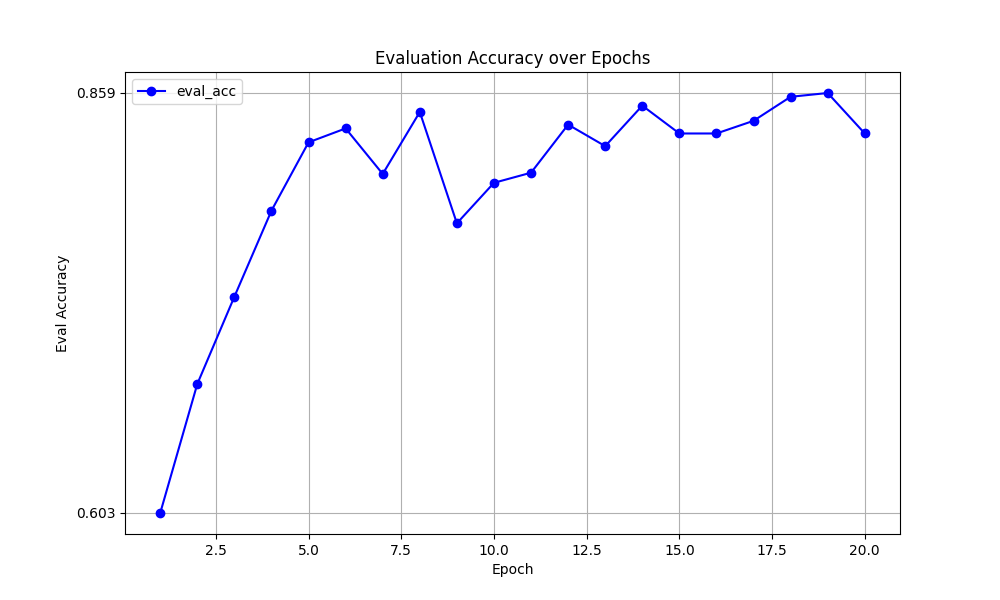 Evaluation Accuracy over Epochs
eval_acc
0.859
0.603
Eval Accuracy
2.5 5.0 7.5 10.0 12.5 15.0 17.5 20.0
Epoch